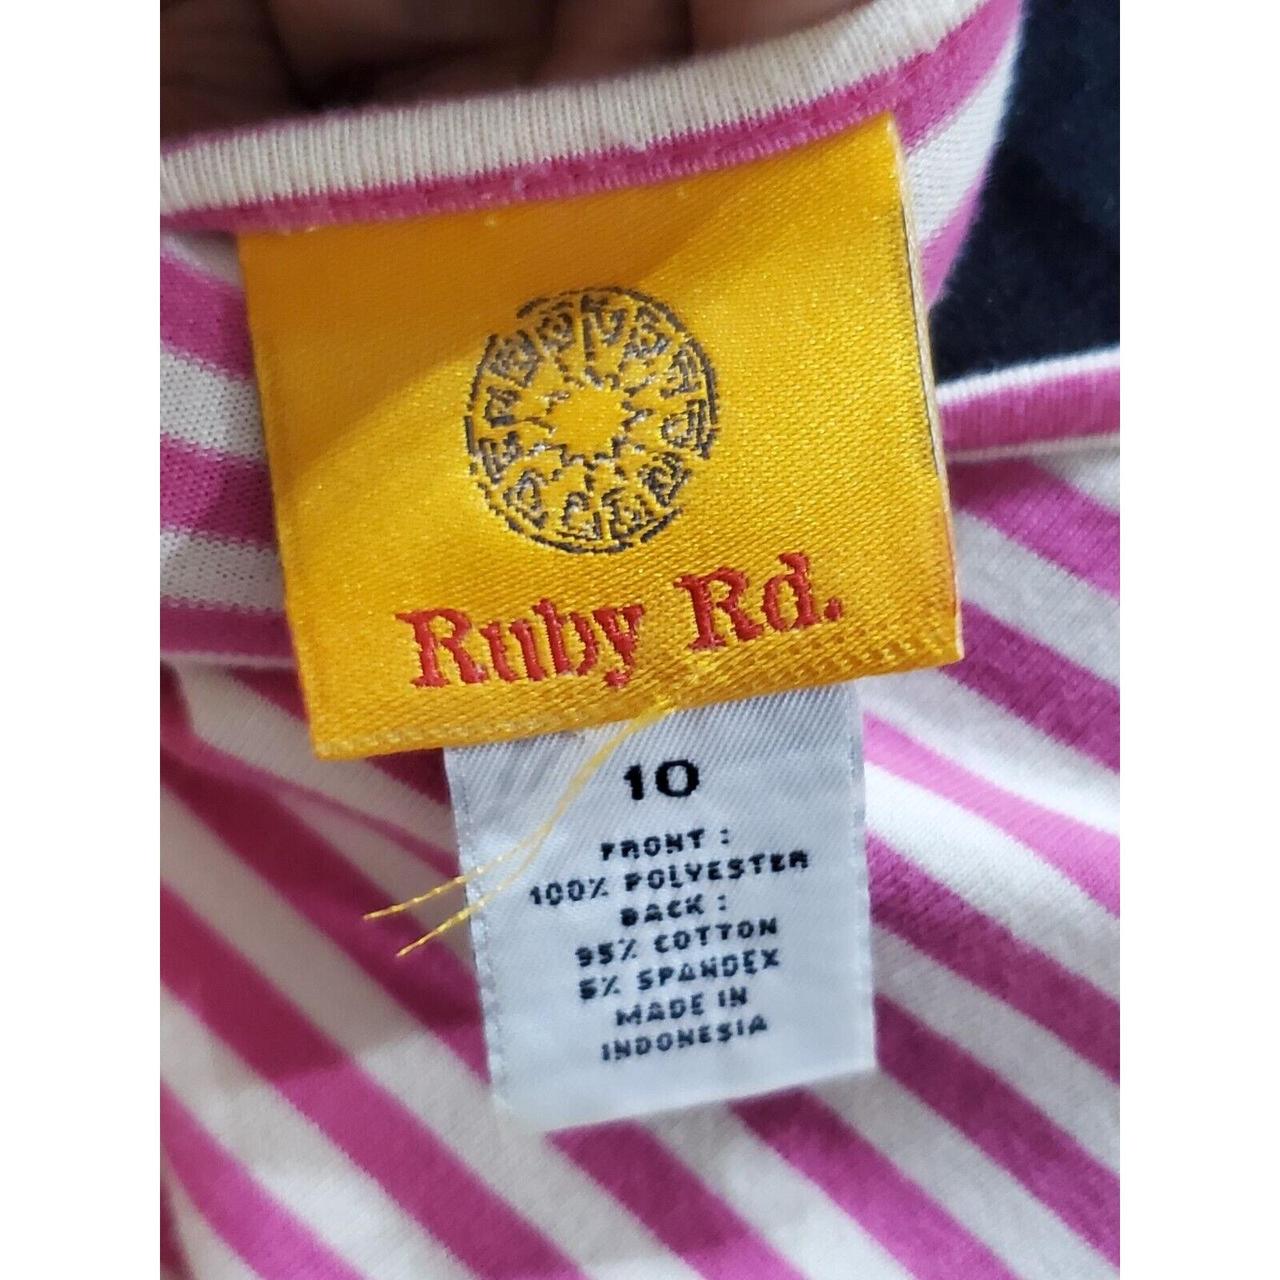 Ruby Rd.
10
FRONT :
100% POLYESTER
BACK :
95% COTTON
5% SPANDEX
MADE IN
INDONESIA